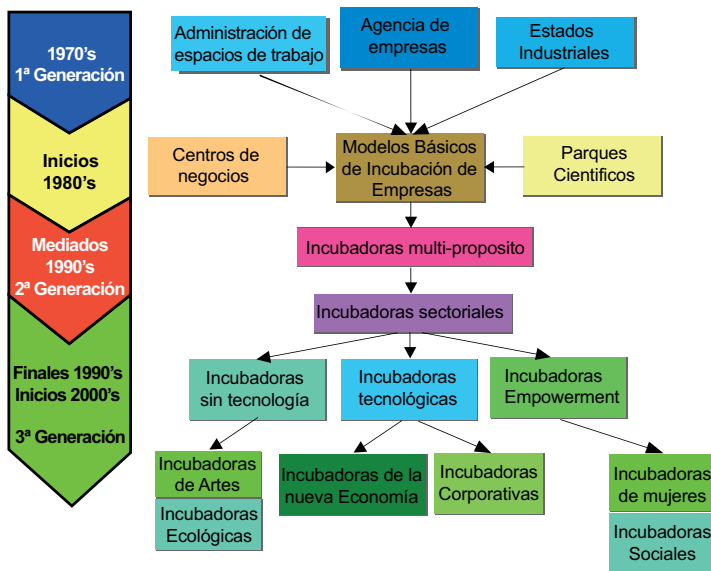 1970's
1ª Generación
Inicios
1980's
Mediados
1990's
2ª Generación
Finales 1990's
Inicios 2000's
3ª Generación
Administración de
espacios de trabajo
Agencia de
empresas
Estados
Industriales
Centros de
negocios
Modelos Básicos
de Incubación de
Empresas
Parques
Cientificos
Incubadoras multi-proposito
Incubadoras sectoriales
Incubadoras
sin tecnología
Incubadoras
tecnológicas
Incubadoras
Empowerment
Incubadoras
de Artes
Incubadoras
Ecológicas
Incubadoras de la
nueva Economía
Incubadoras
Corporativas
Incubadoras
de mujeres
Incubadoras
Sociales